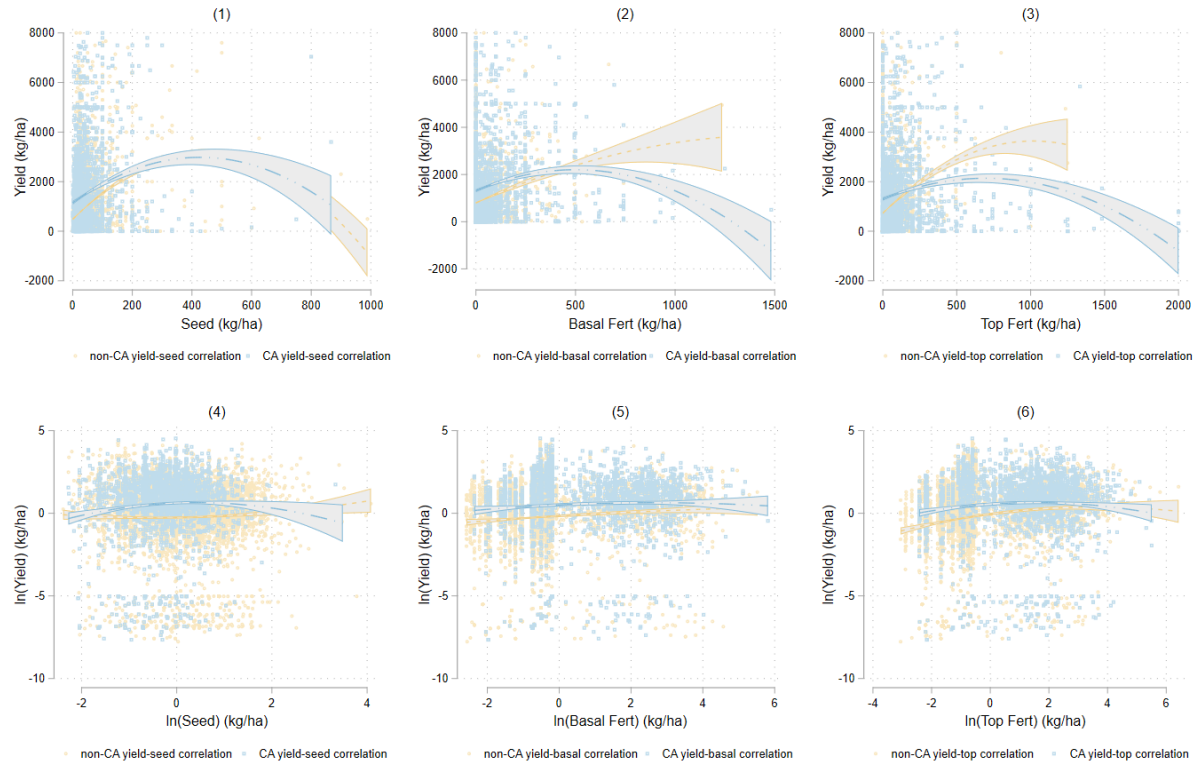 (1)
Yield (kg/ha)
8000
6000
4000
2000
0
-2000
0 200 400 600 800 1000
Seed (kg/ha)
non-CA yield-seed correlation CA yield-seed correlation
(2)
Yield (kg/ha)
8000
6000
4000
2000
0
-2000
0 500 1000 1500
Basal Fert (kg/ha)
non-CA yield-basal correlation CA yield-basal correlation
(3)
Yield (kg/ha)
8000
6000
4000
2000
0
-2000
0 500 1000 1500 2000
Top Fert (kg/ha)
non-CA yield-top correlation CA yield-top correlation
(4)
ln(Yield) (kg/ha)
5
0
-5
-10
-2 0 2 4
ln(Seed) (kg/ha)
non-CA yield-seed correlation CA yield-seed correlation
(5)
ln(Yield) (kg/ha)
5
0
-5
-10
-2 0 2 4 6
ln(Basal Fert) (kg/ha)
non-CA yield-basal correlation CA yield-basal correlation
(6)
ln(Yield) (kg/ha)
5
0
-5
-10
-4 -2 0 2 4 6
ln(Top Fert) (kg/ha)
non-CA yield-top correlation CA yield-top correlation